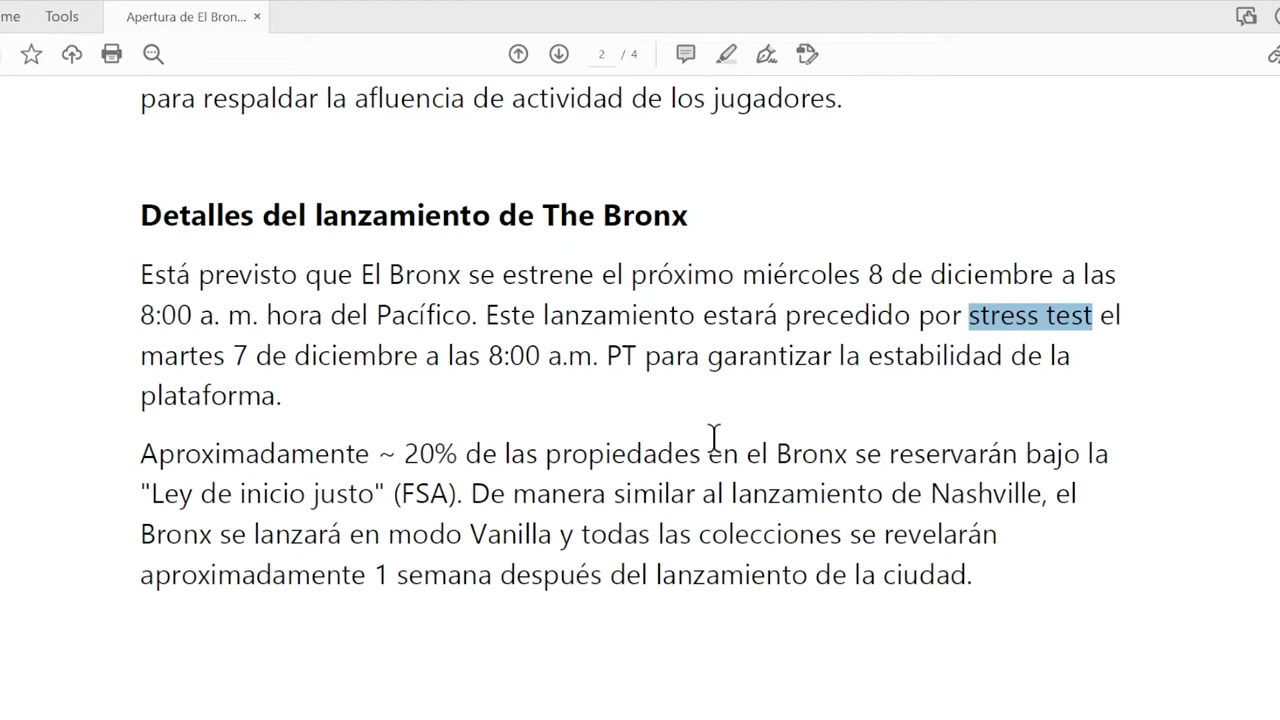 me Tools Apertura de El Bron... ×
2 / 4
para respaldar la afluencia de actividad de los jugadores.
Detalles del lanzamiento de The Bronx
Está previsto que El Bronx se estrene el próximo miércoles 8 de diciembre a las
8:00 a. m. hora del Pacífico. Este lanzamiento estará precedido por stress test el
martes 7 de diciembre a las 8:00 a.m. PT para garantizar la estabilidad de la
plataforma.
Aproximadamente ~ 20% de las propiedades en el Bronx se reservarán bajo la
"Ley de inicio justo" (FSA). De manera similar al lanzamiento de Nashville, el
Bronx se lanzará en modo Vanilla y todas las colecciones se revelarán
aproximadamente 1 semana después del lanzamiento de la ciudad.